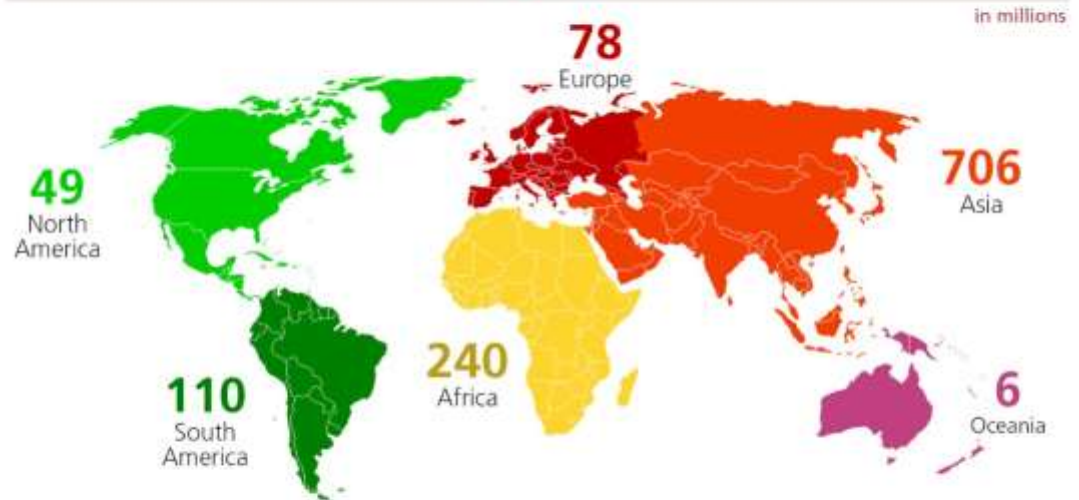 in millions
78
Europe
49
North
America
706
Asia
240
Africa
110
South
America
6
Oceania